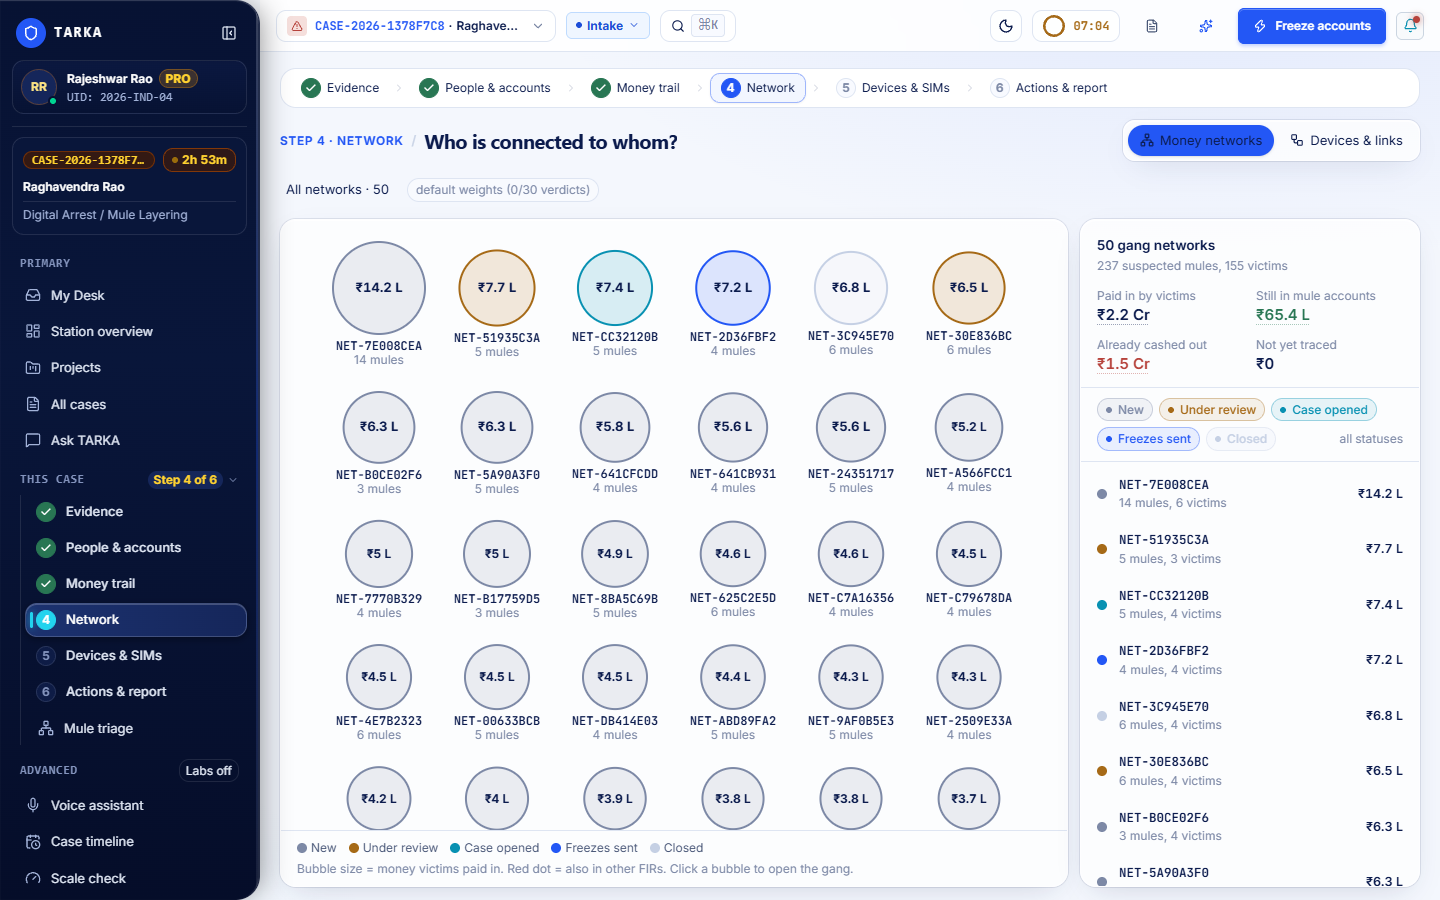 TARKA
RR
Rajeshwar Rao PRO
UID: 2026-IND-04
CASE-2026-1378F7… 2h 53m
Raghavendra Rao
Digital Arrest / Mule Layering
PRIMARY
My Desk
Station overview
Projects
All cases
Ask TARKA
THIS CASE Step 4 of 6
Evidence
People & accounts
Money trail
4 Network
5 Devices & SIMs
6 Actions & report
Mule triage
ADVANCED Labs off
Voice assistant
Case timeline
Scale check
CASE-2026-1378F7C8 · Raghave... Intake ⌘K 07:04 Freeze accounts
Evidence People & accounts Money trail 4 Network 5 Devices & SIMs 6 Actions & report
STEP 4 · NETWORK / Who is connected to whom? Money networks Devices & links
All networks · 50 default weights (0/30 verdicts)
₹14.2 L ₹7.7 L ₹7.4 L ₹7.2 L ₹6.8 L ₹6.5 L
NET-7E008CEA NET-51935C3A NET-CC32120B NET-2D36FBF2 NET-3C945E70 NET-30E836BC
14 mules 5 mules 5 mules 4 mules 6 mules 6 mules
₹6.3 L ₹6.3 L ₹5.8 L ₹5.6 L ₹5.6 L ₹5.2 L
NET-B0CE02F6 NET-5A90A3F0 NET-641CFCDD NET-641CB931 NET-24351717 NET-A566FCC1
3 mules 5 mules 4 mules 4 mules 5 mules 4 mules
₹5 L ₹5 L ₹4.9 L ₹4.6 L ₹4.6 L ₹4.5 L
NET-7770B329 NET-B17759D5 NET-8BA5C69B NET-625C2E5D NET-C7A16356 NET-C79678DA
4 mules 3 mules 5 mules 6 mules 4 mules 4 mules
₹4.5 L ₹4.5 L ₹4.5 L ₹4.4 L ₹4.3 L ₹4.3 L
NET-4E7B2323 NET-00633BCB NET-DB414E03 NET-ABD89FA2 NET-9AF0B5E3 NET-2509E33A
6 mules 5 mules 4 mules 5 mules 5 mules 4 mules
₹4.2 L ₹4 L ₹3.9 L ₹3.8 L ₹3.8 L ₹3.7 L
New Under review Case opened Freezes sent Closed
Bubble size = money victims paid in. Red dot = also in other FIRs. Click a bubble to open the gang.
50 gang networks
237 suspected mules, 155 victims
Paid in by victims Still in mule accounts
₹2.2 Cr ₹65.4 L
Already cashed out Not yet traced
₹1.5 Cr ₹0
New Under review Case opened
Freezes sent Closed all statuses
NET-7E008CEA ₹14.2 L
14 mules, 6 victims
NET-51935C3A ₹7.7 L
5 mules, 3 victims
NET-CC32120B ₹7.4 L
5 mules, 4 victims
NET-2D36FBF2 ₹7.2 L
4 mules, 4 victims
NET-3C945E70 ₹6.8 L
6 mules, 4 victims
NET-30E836BC ₹6.5 L
6 mules, 4 victims
NET-B0CE02F6 ₹6.3 L
3 mules, 4 victims
NET-5A90A3F0 ₹6.3 L